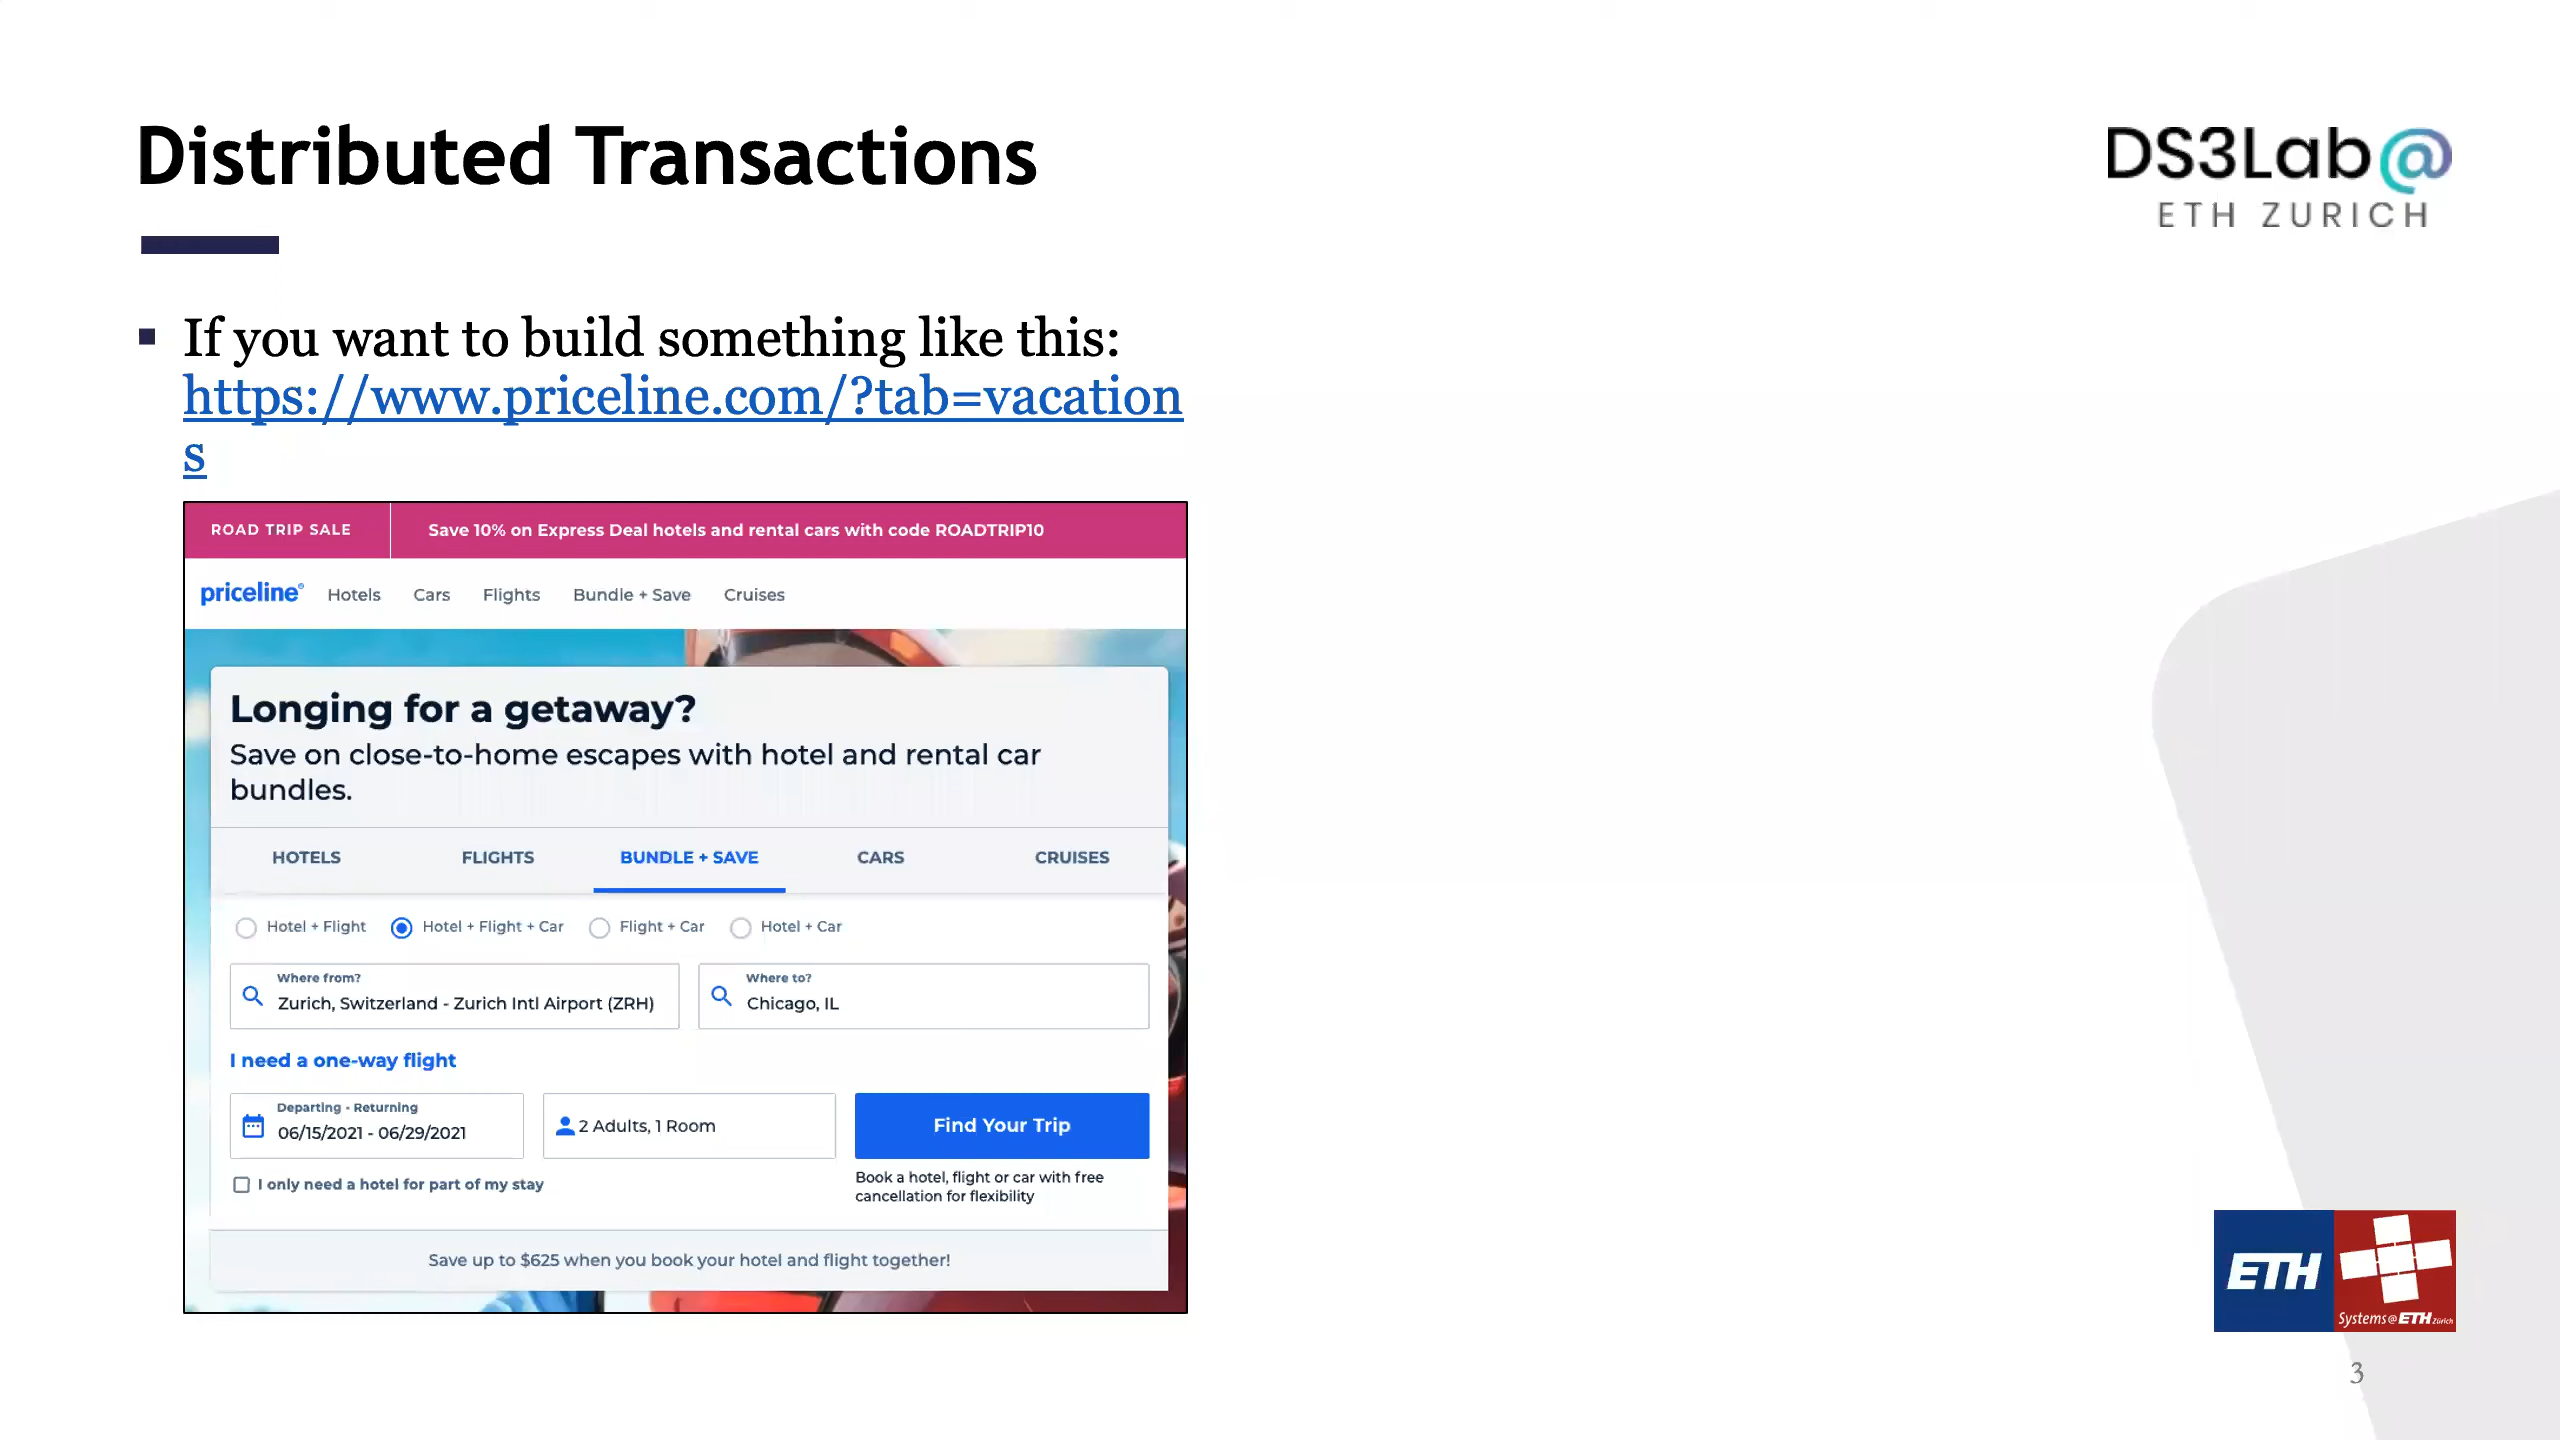 Distributed Transactions
DS3Lab@
ETH ZURICH
▪ If you want to build something like this:
https://www.priceline.com/?tab=vacation
s
ROAD TRIP SALE Save 10% on Express Deal hotels and rental cars with code ROADTRIP10
priceline® Hotels Cars Flights Bundle + Save Cruises
Longing for a getaway?
Save on close-to-home escapes with hotel and rental car
bundles.
HOTELS FLIGHTS BUNDLE + SAVE CARS CRUISES
Hotel + Flight Hotel + Flight + Car Flight + Car Hotel + Car
Where from? Where to?
Zurich, Switzerland - Zurich Intl Airport (ZRH) Chicago, IL
I need a one-way flight
Departing - Returning
06/15/2021 - 06/29/2021 2 Adults, 1 Room Find Your Trip
I only need a hotel for part of my stay
Book a hotel, flight or car with free
cancellation for flexibility
Save up to $625 when you book your hotel and flight together!
ETH
Systems@ETH Zürich
3